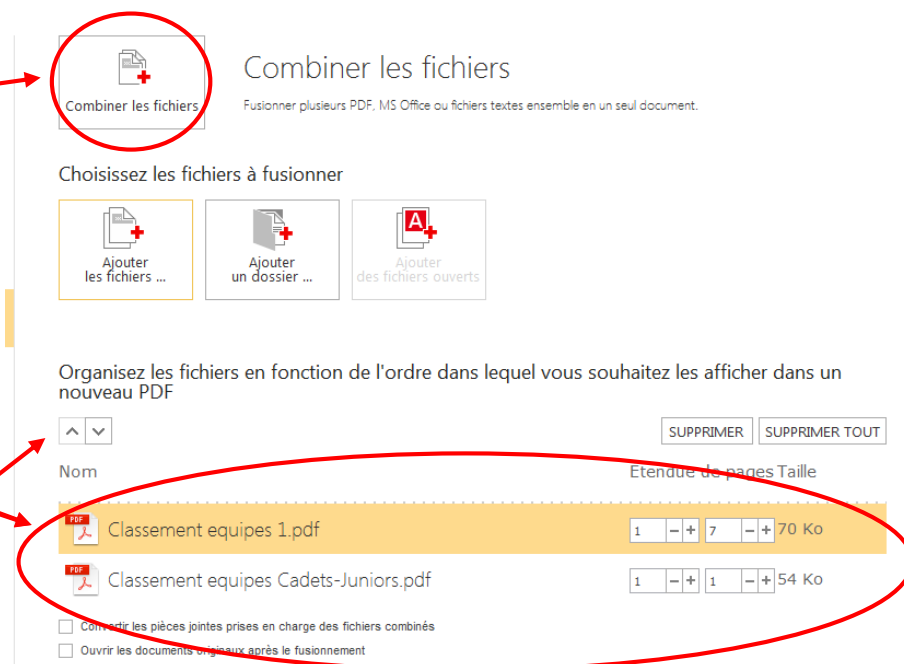 Combiner les fichiers
Combiner les fichiers
Fusionner plusieurs PDF, MS Office ou fichiers textes ensemble en un seul document.
Choisissez les fichiers à fusionner
Ajouter
les fichiers ...
Ajouter
un dossier ...
A
Ajouter
des fichiers ouverts
Organisez les fichiers en fonction de l'ordre dans lequel vous souhaitez les afficher dans un
nouveau PDF
SUPPRIMER SUPPRIMER TOUT
Nom Etendue de pages Taille
PDF Classement equipes 1.pdf 1 - + 7 - + 70 Ko
PDF Classement equipes Cadets-Juniors.pdf 1 - + 1 - + 54 Ko
Convertir les pièces jointes prises en charge des fichiers combinés
Ouvrir les documents originaux après le fusionnement